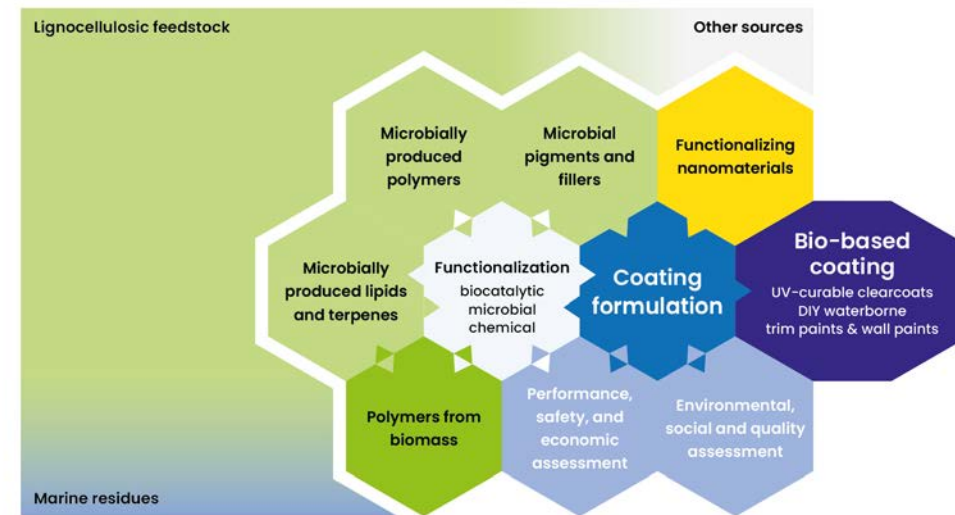 Lignocellulosic feedstock
Other sources
Microbially
produced
polymers
Microbial
pigments and
fillers
Functionalizing
nanomaterials
Microbially
produced lipids
and terpenes
Functionalization
biocatalytic
microbial
chemical
Coating
formulation
Bio-based
coating
UV-curable clearcoats
DIY waterborne
trim paints & wall paints
Polymers from
biomass
Performance,
safety, and
economic
assessment
Environmental,
social and quality
assessment
Marine residues